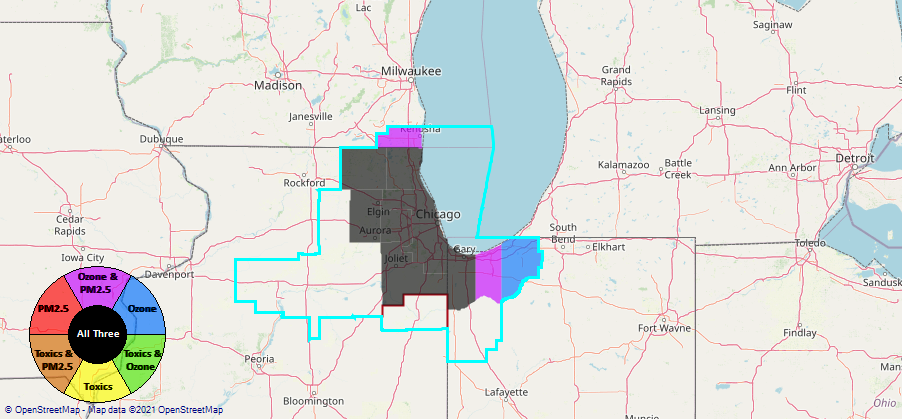 Lac
Saginaw
Milwaukee
Madison
Grand
Rapids
Flint
Lansing
Janesville
aterloo
Dubuque
Kenosha
Detroit
Kalamazoo
Battle
Creek
Ann Arbor
Rockford
Elgin
Chicago
Cedar
Rapids
Aurora
South
Bend
Gary
Elkhart
Toledo
Iowa City
Joliet
Davenport
Sandusk
Ozone &
PM2.5
PM2.5
Ozone
All Three
Fort Wayne
Findlay
Toxics &
PM2.5
Toxics &
Ozone
Peoria
Toxics
Mans
Lafayette
Bloomington
Ohio
Muncie
© OpenStreetMap - Map data ©2021 OpenStreetMap